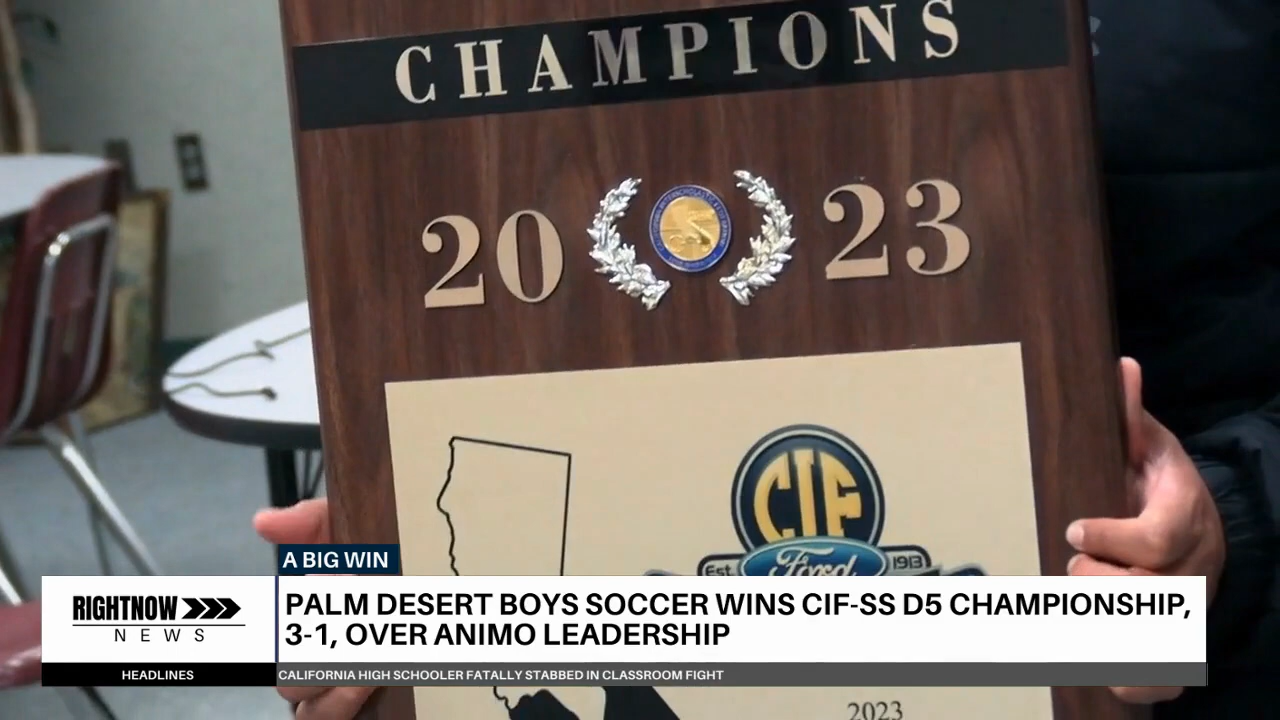 CHAMPIONS
20 23
CIF
Est. Ford 1913
A BIG WIN
RIGHTNOW
NEWS
PALM DESERT BOYS SOCCER WINS CIF-SS D5 CHAMPIONSHIP,
3-1, OVER ANIMO LEADERSHIP
HEADLINES
CALIFORNIA HIGH SCHOOLER FATALLY STABBED IN CLASSROOM FIGHT
2023